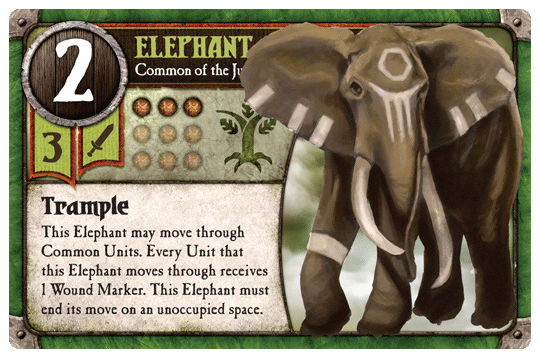 2
ELEPHANT
Common of the
3
Trample
This Elephant may move through
Common Units. Every Unit that
this Elephant moves through receives
1 Wound Marker. This Elephant must
end its move on an unoccupied space.